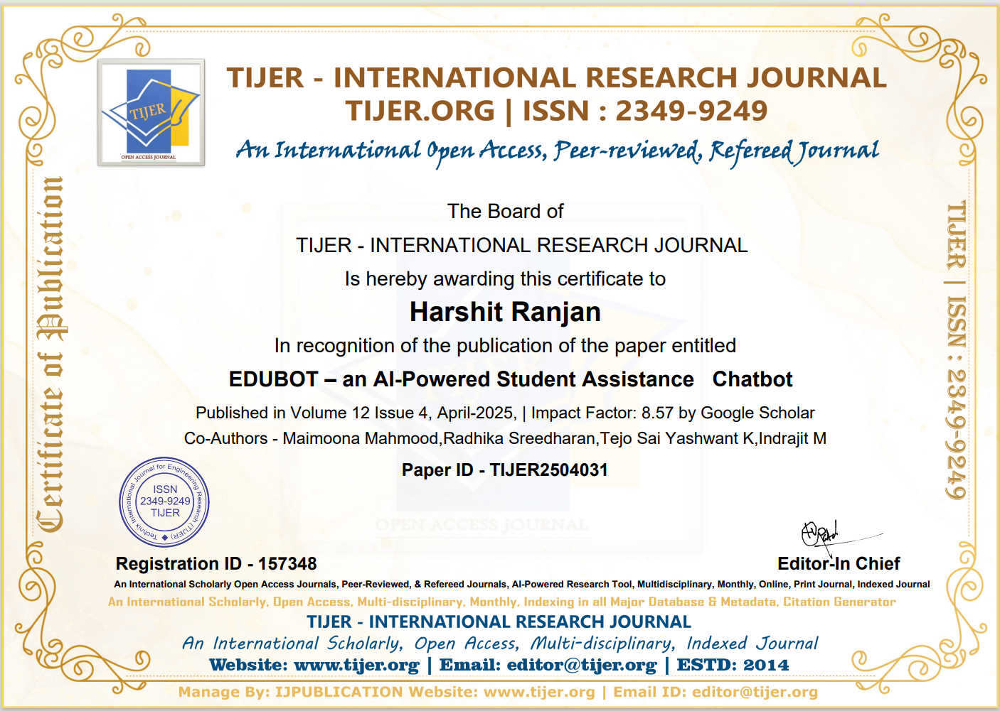 TIJER
OPEN ACCESS JOURNAL
TIJER - INTERNATIONAL RESEARCH JOURNAL
TIJER.ORG | ISSN : 2349-9249
An International Open Access, Peer-reviewed, Refereed Journal
Certificate of Publication
TIJER | ISSN : 2349-9249
The Board of
TIJER - INTERNATIONAL RESEARCH JOURNAL
Is hereby awarding this certificate to
Harshit Ranjan
In recognition of the publication of the paper entitled
EDUBOT – an AI-Powered Student Assistance Chatbot
Published in Volume 12 Issue 4, April-2025, | Impact Factor: 8.57 by Google Scholar
Co-Authors - Maimoona Mahmood,Radhika Sreedharan,Tejo Sai Yashwant K,Indrajit M
Paper ID - TIJER2504031
TIJER
OPEN ACCESS JOURNAL
Technix International Journal for Engineering Research (TIJER)
ISSN
2349-9249
TIJER
Registration ID - 157348
Editor-In Chief
An International Scholarly Open Access Journals, Peer-Reviewed, & Refereed Journals, AI-Powered Research Tool, Multidisciplinary, Monthly, Online, Print Journal, Indexed Journal
An International Scholarly, Open Access, Multi-disciplinary, Monthly, Indexing in all Major Database & Metadata, Citation Generator
TIJER - INTERNATIONAL RESEARCH JOURNAL
An International Scholarly, Open Access, Multi-disciplinary, Indexed Journal
Website: www.tijer.org | Email: editor@tijer.org | ESTD: 2014
Manage By: IJPUBLICATION Website: www.tijer.org | Email ID: editor@tijer.org